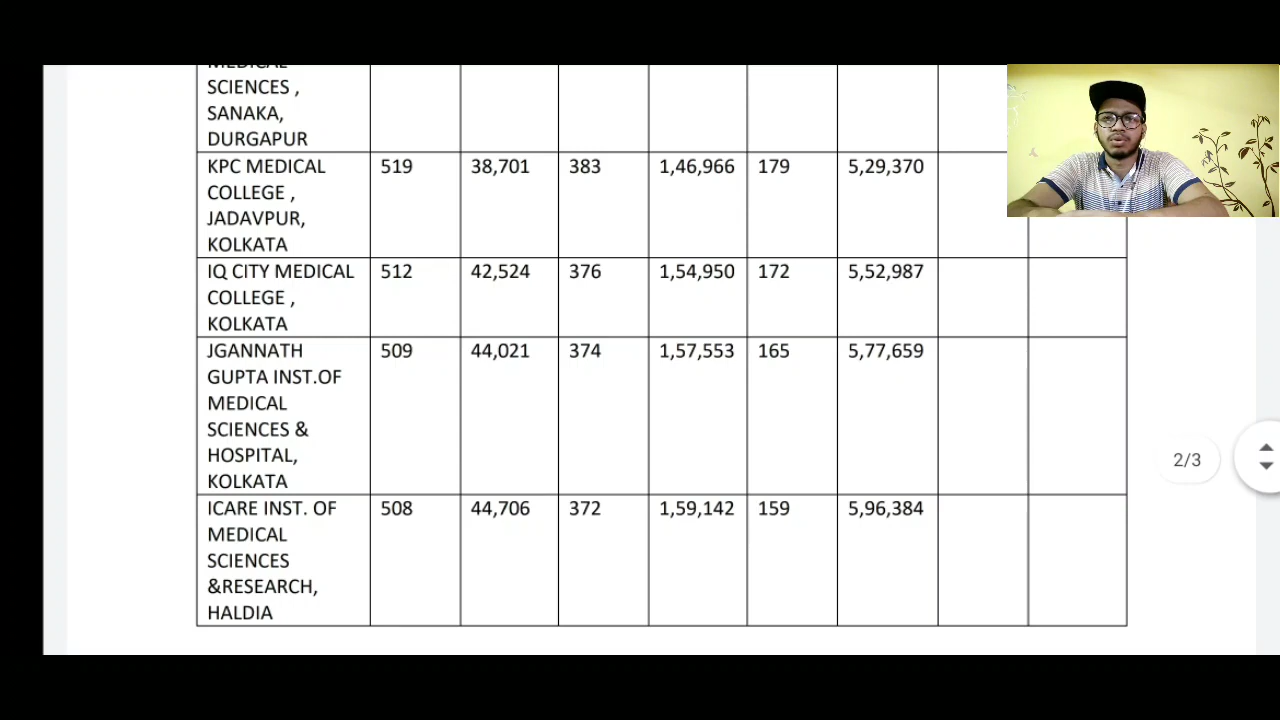 MEDICAL
SCIENCES ,
SANAKA,
DURGAPUR
KPC MEDICAL 519 38,701 383 1,46,966 179 5,29,370
COLLEGE ,
JADAVPUR,
KOLKATA
IQ CITY MEDICAL 512 42,524 376 1,54,950 172 5,52,987
COLLEGE ,
KOLKATA
JGANNATH 509 44,021 374 1,57,553 165 5,77,659
GUPTA INST.OF
MEDICAL
SCIENCES &
HOSPITAL,
KOLKATA
ICARE INST. OF 508 44,706 372 1,59,142 159 5,96,384
MEDICAL
SCIENCES
&RESEARCH,
HALDIA
2/3